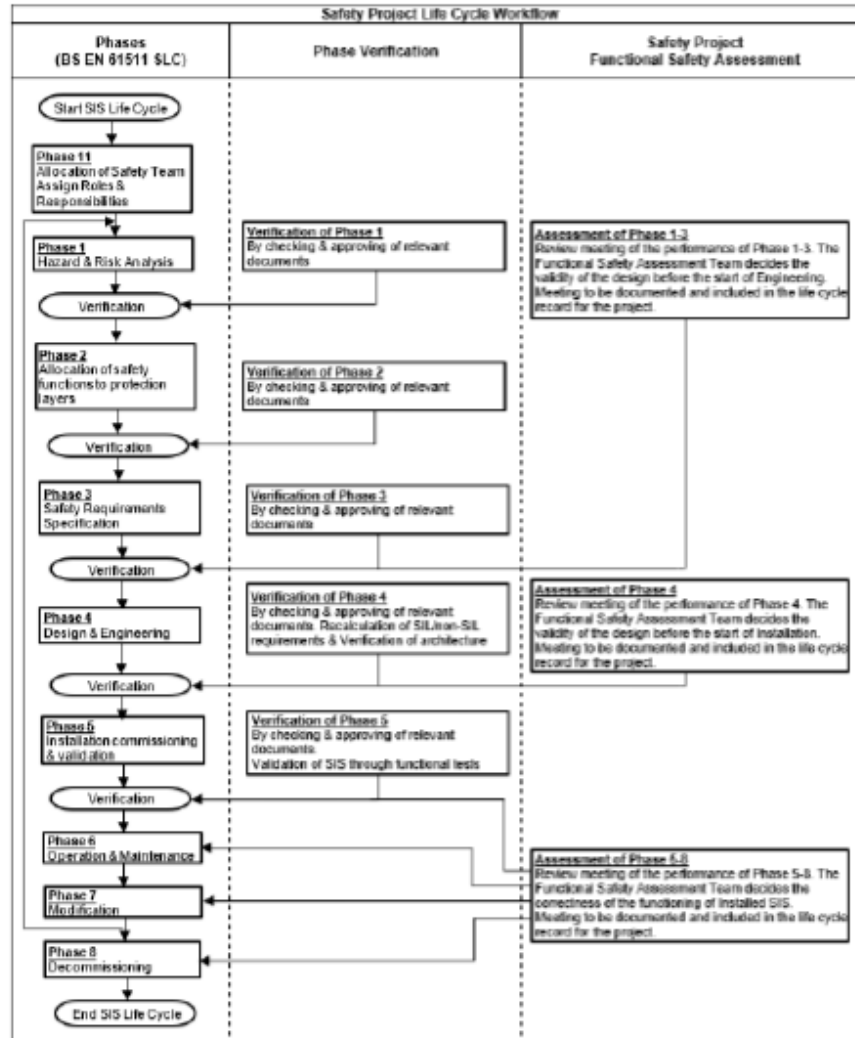 Safety Project Life Cycle Workflow
Phases
(BS EN 61511 SLC)
Phase Verification
Safety Project
Functional Safety Assessment
Start SIS Life Cycle
Phase 11
Allocation of Safety Team
Assign Roles &
Responsibilities
Phase 1
Hazard & Risk Analysis
Verification of Phase 1
By checking & approving of relevant
documents
Assessment of Phase 1-3
Review meeting of the performance of Phase 1-3. The
Functional Safety Assessment Team decides the
validity of the design before the start of Engineering.
Meeting to be documented and included in the life cycle
record for the project.
Verification
Phase 2
Allocation of safety
functions to protection
layers
Verification of Phase 2
By checking & approving of relevant
documents
Verification
Phase 3
Safety Requirements
Specification
Verification of Phase 3
By checking & approving of relevant
documents
Verification
Phase 4
Design & Engineering
Verification of Phase 4
By checking & approving of relevant
documents. Recalculation of SIL/non-SIL
requirements & Verification of architecture
Assessment of Phase 4
Review meeting of the performance of Phase 4. The
Functional Safety Assessment Team decides the
validity of the design before the start of Installation.
Meeting to be documented and included in the life cycle
record for the project.
Verification
Phase 5
Installation commissioning
& validation
Verification of Phase 5
By checking & approving of relevant
documents.
Validation of SIS through functional tests
Verification
Phase 6
Operation & Maintenance
Assessment of Phase 5-8
Review meeting of the performance of Phase 5-8. The
Functional Safety Assessment Team decides the
correctness of the functioning of Installed SIS.
Meeting to be documented and included in the life cycle
record for the project.
Phase 7
Modification
Phase 8
Decommissioning
End SIS Life Cycle